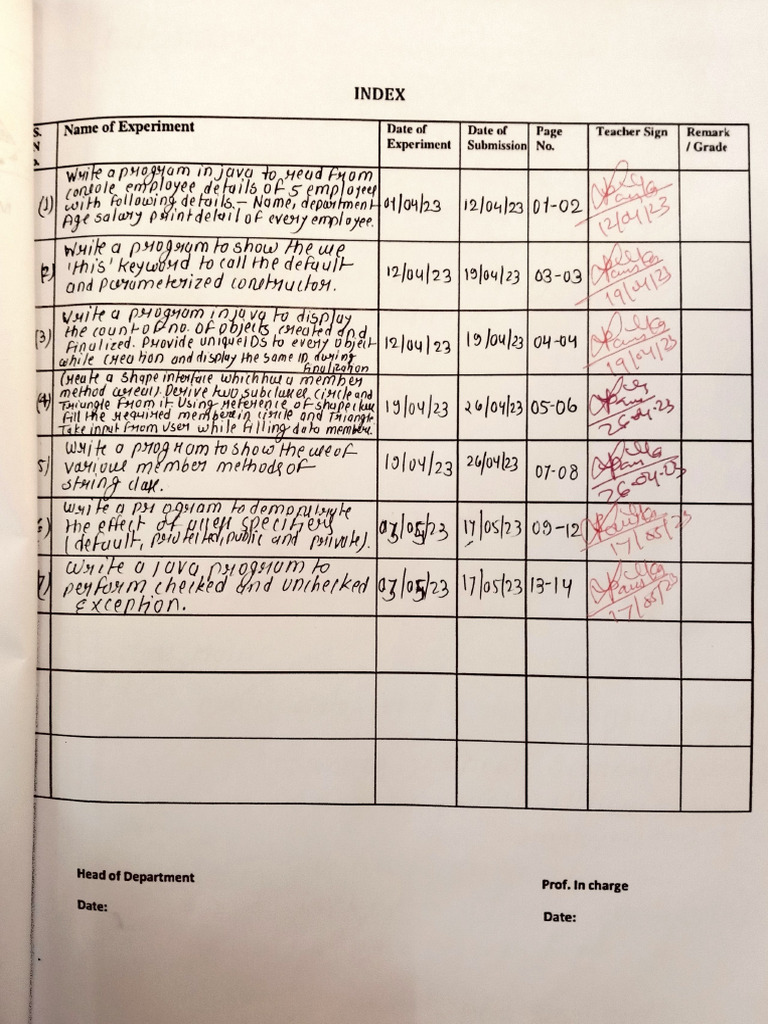 INDEX
S.
N
Name of Experiment
Date of
Experiment
Date of
Submission
Page
No.
Teacher Sign
Remark
/ Grade
(1)
Write a program in java to read from
console employee details of 5 employee
with following details.- Name, department
Age salary print detail of every employee.
01/04/23
12/04/23
01-02
12/04/23
(2)
Write a program to show the use
'this' keyword to call the default
and parameterized constructor.
12/04/23
19/04/23
03-03
19/04/23
(3)
Write a program in java to display
the count of no. of objects created and
finalized. Provide unique IDs to every object
while creation and display the same ID during
finalization
12/04/23
19/04/23
04-04
19/04/23
(4)
Create a shape interface which has a member
method area(). Derive two subclasses circle and
Triangle from it. Using reference of shape class
fill the required member in circle and Triangle
Take input from user while filling data member.
19/04/23
26/04/23
05-06
26-04-23
5)
Write a program to show the use of
various member methods of
string class.
19/04/23
26/04/23
07-08
26-04-23
6)
Write a program to demonstrate
the effect of access specifiers
(default, protected, public and private).
03/05/23
17/05/23
09-12
17/05/23
7)
Write a java program to
perform checked and unchecked
exception.
03/05/23
17/05/23
13-14
17/05/23
Head of Department
Date:
Prof. In charge
Date: